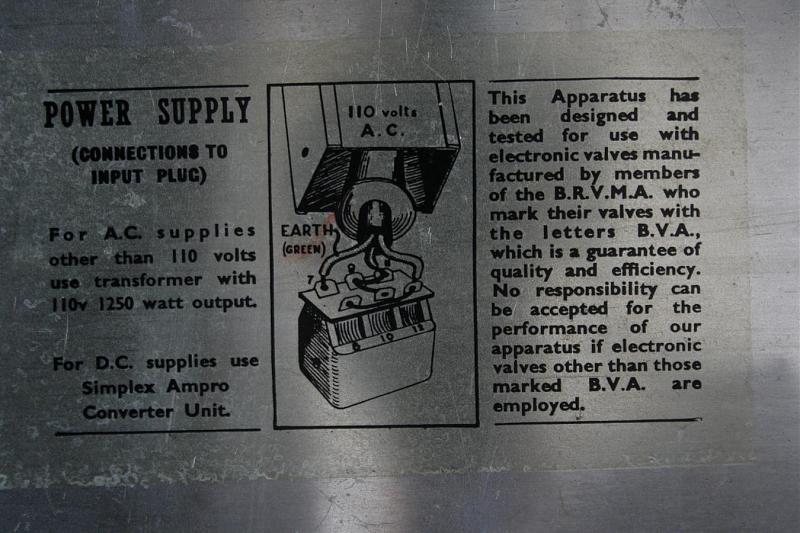 POWER SUPPLY
(CONNECTIONS TO
INPUT PLUG)
For A.C. supplies
other than 110 volts
use transformer with
110v 1250 watt output.
For D.C. supplies use
Simplex Ampro
Converter Unit.
110 volts
A.C.
EARTH
(GREEN)
7
6 10 13
This Apparatus has
been designed and
tested for use with
electronic valves manu-
factured by members
of the B.R.V.M.A. who
mark their valves with
the letters B.V.A.,
which is a guarantee of
quality and efficiency.
No responsibility can
be accepted for the
performance of our
apparatus if electronic
valves other than those
marked B.V.A. are
employed.